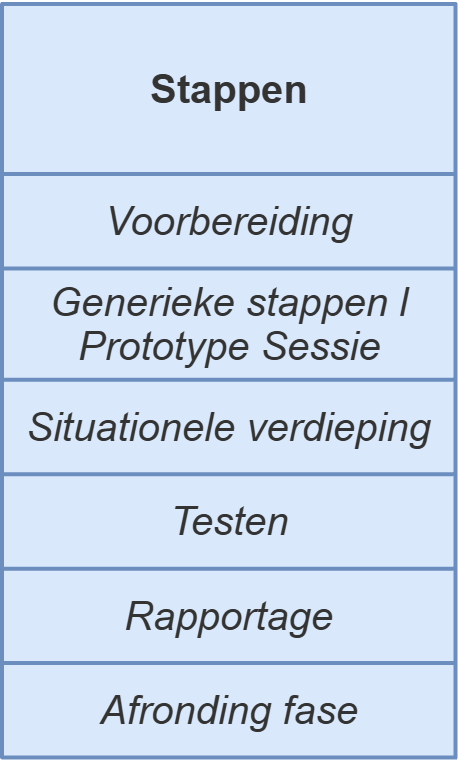 Stappen
Voorbereiding
Generieke stappen I
Prototype Sessie
Situationele verdieping
Testen
Rapportage
Afronding fase